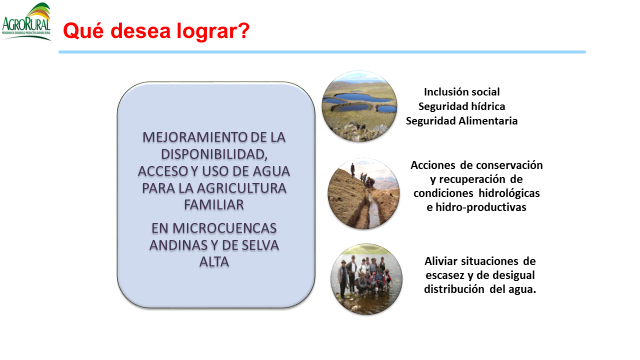 AGRORURAL
Qué desea lograr?
MEJORAMIENTO DE LA
DISPONIBILIDAD,
ACCESO Y USO DE AGUA
PARA LA AGRICULTURA
FAMILIAR
EN MICROCUENCAS
ANDINAS Y DE SELVA
ALTA
Inclusión social
Seguridad hídrica
Seguridad Alimentaria
Acciones de conservación
y recuperación de
condiciones hidrológicas
e hidro-productivas
Aliviar situaciones de
escasez y de desigual
distribución del agua.